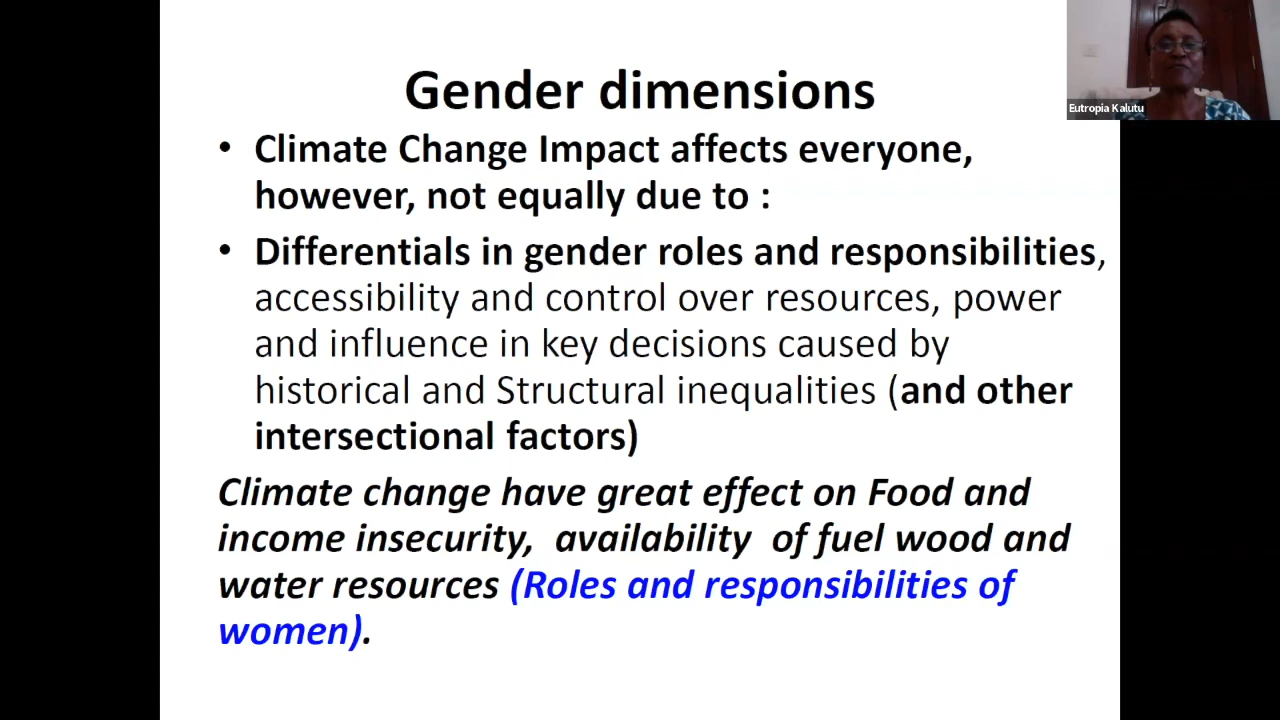 Gender dimensions
Eutropia Kalutu
• Climate Change Impact affects everyone,
however, not equally due to :
• Differentials in gender roles and responsibilities,
accessibility and control over resources, power
and influence in key decisions caused by
historical and Structural inequalities (and other
intersectional factors)
Climate change have great effect on Food and
income insecurity, availability of fuel wood and
water resources (Roles and responsibilities of
women).